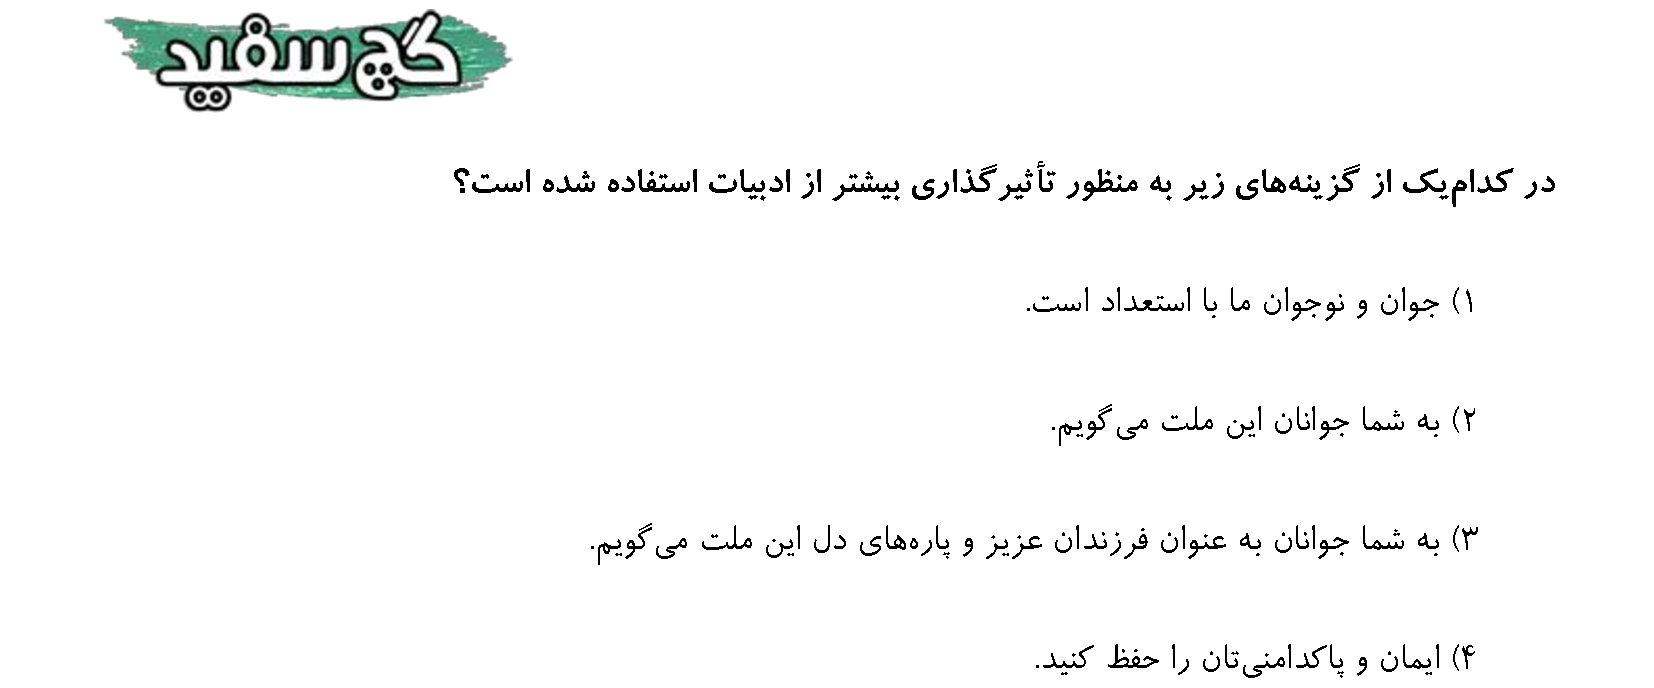 گچ سفید
در کدام‌یک از گزینه‌های زیر به منظور تأثیرگذاری بیشتر از ادبیات استفاده شده است؟
۱) جوان و نوجوان ما با استعداد است.
۲) به شما جوانان این ملت می‌گویم.
۳) به شما جوانان به عنوان فرزندان عزیز و پاره‌های دل این ملت می‌گویم.
۴) ایمان و پاکدامنی‌تان را حفظ کنید.